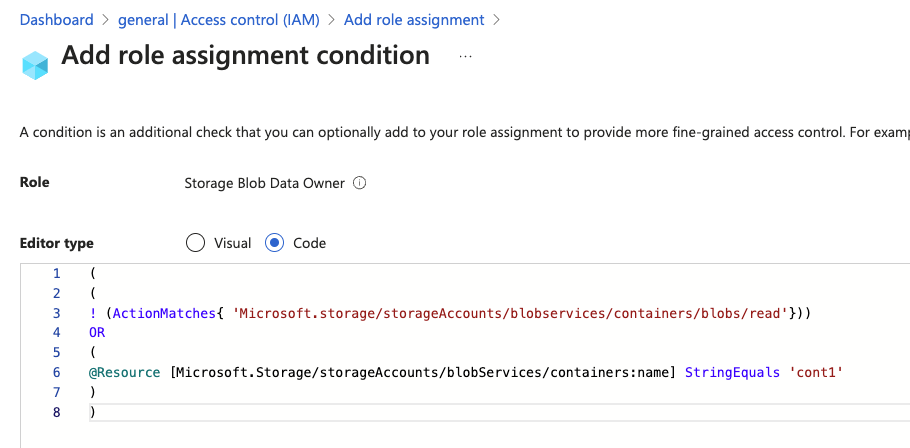 Dashboard > general | Access control (IAM) > Add role assignment >
Add role assignment condition ...
A condition is an additional check that you can optionally add to your role assignment to provide more fine-grained access control. For examp
Role Storage Blob Data Owner
Editor type Visual Code
1 (
2 (
3 ! (ActionMatches{ 'Microsoft.storage/storageAccounts/blobservices/containers/blobs/read'}))
4 OR
5 (
6 @Resource [Microsoft.Storage/storageAccounts/blobServices/containers:name] StringEquals 'cont1'
7 )
8 )